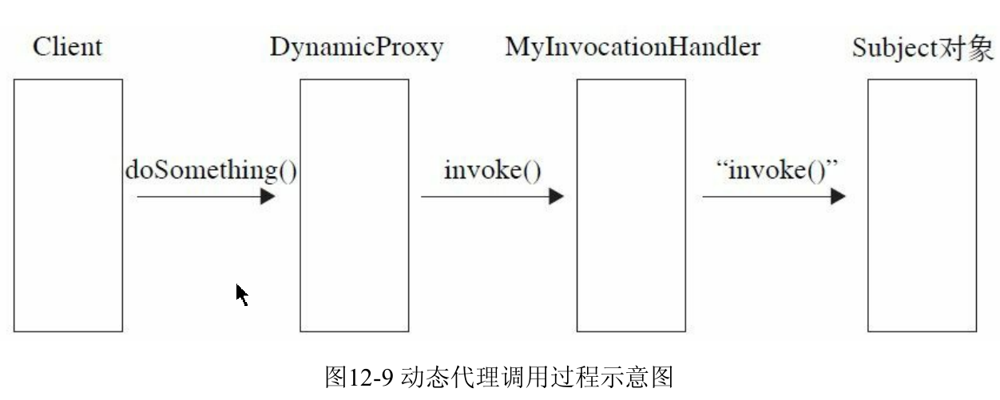 Client DynamicProxy MyInvocationHandler Subject对象
doSomething() invoke() “invoke()”
图12-9 动态代理调用过程示意图